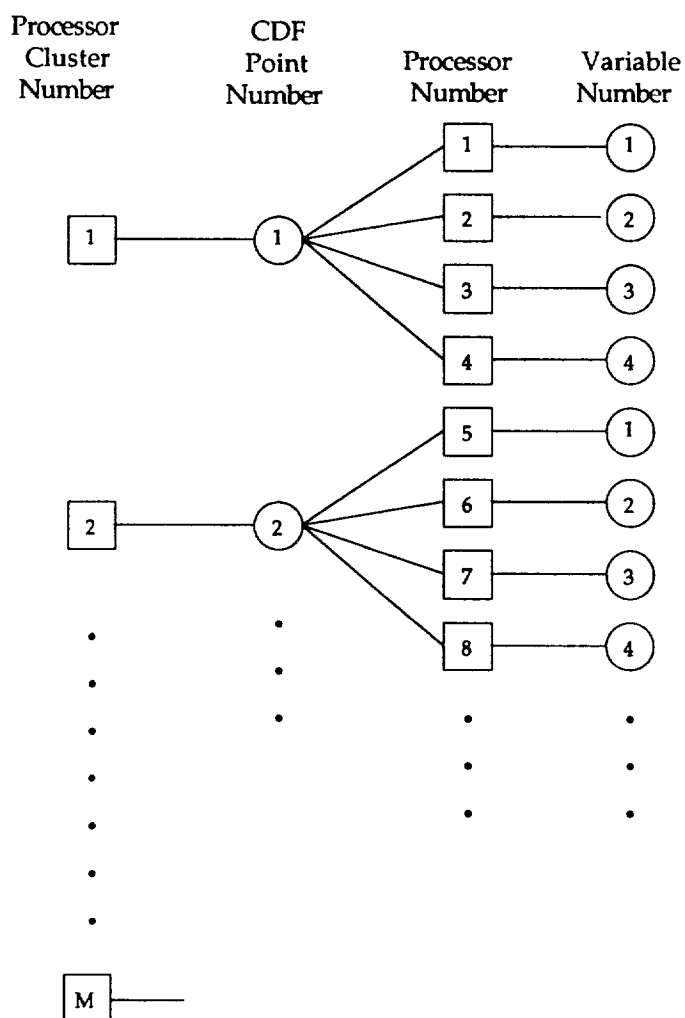 Processor
Cluster
Number
CDF
Point
Number
Processor
Number
Variable
Number
1
1
1
1
2
2
3
3
4
4
2
2
5
1
6
2
7
3
8
4
M